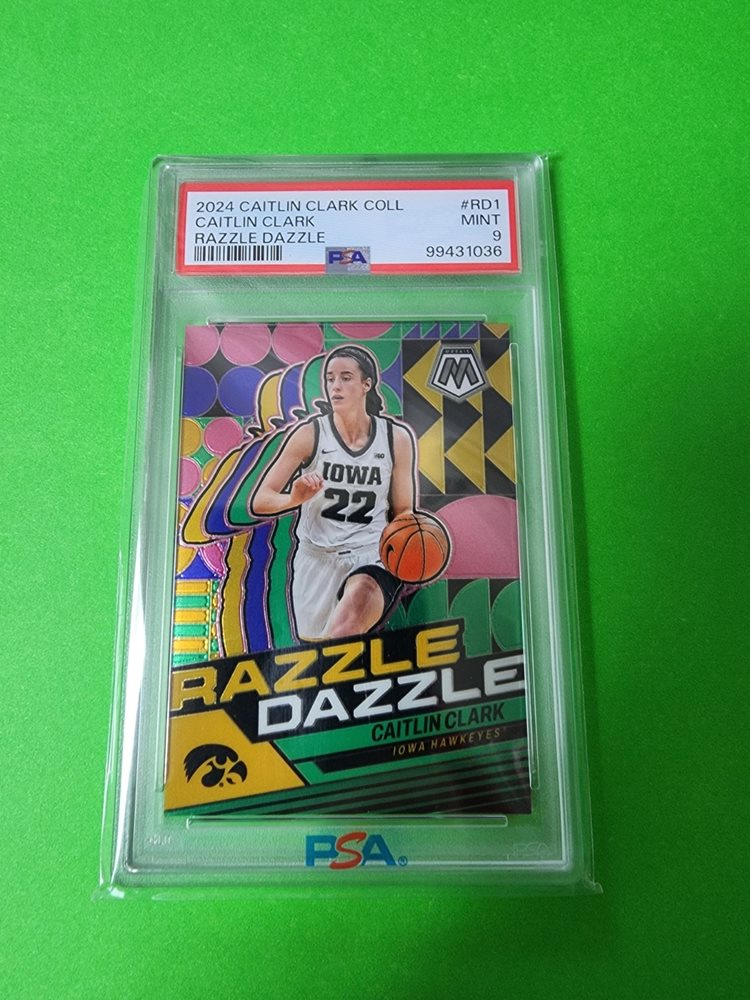 2024 CAITLIN CLARK COLL #RD1
CAITLIN CLARK MINT
RAZZLE DAZZLE 9
PSA 99431036
MOSAIC
M
IOWA
22
RAZZLE
DAZZLE
CAITLIN CLARK
IOWA HAWKEYES
PSA®